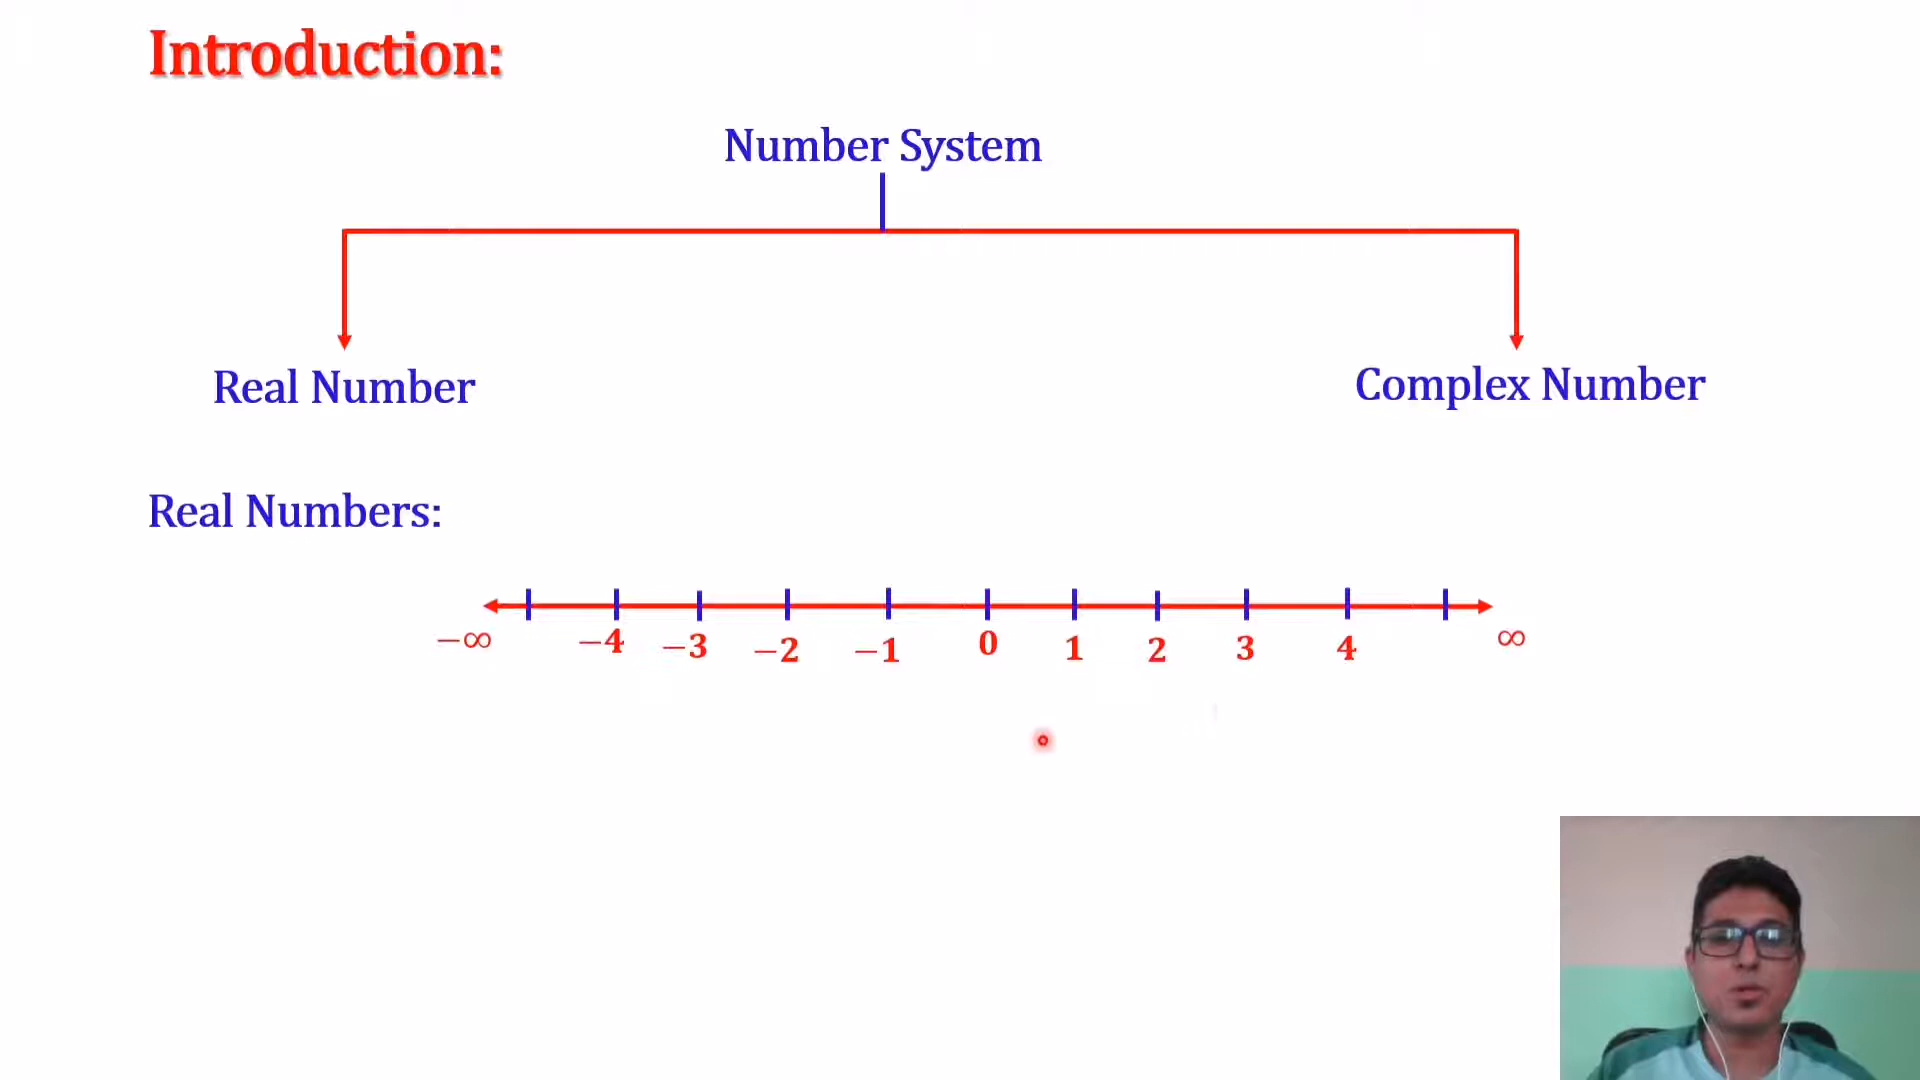 Introduction:
Number System
Real Number
Complex Number
Real Numbers:
−∞ −4 −3 −2 −1 0 1 2 3 4 ∞